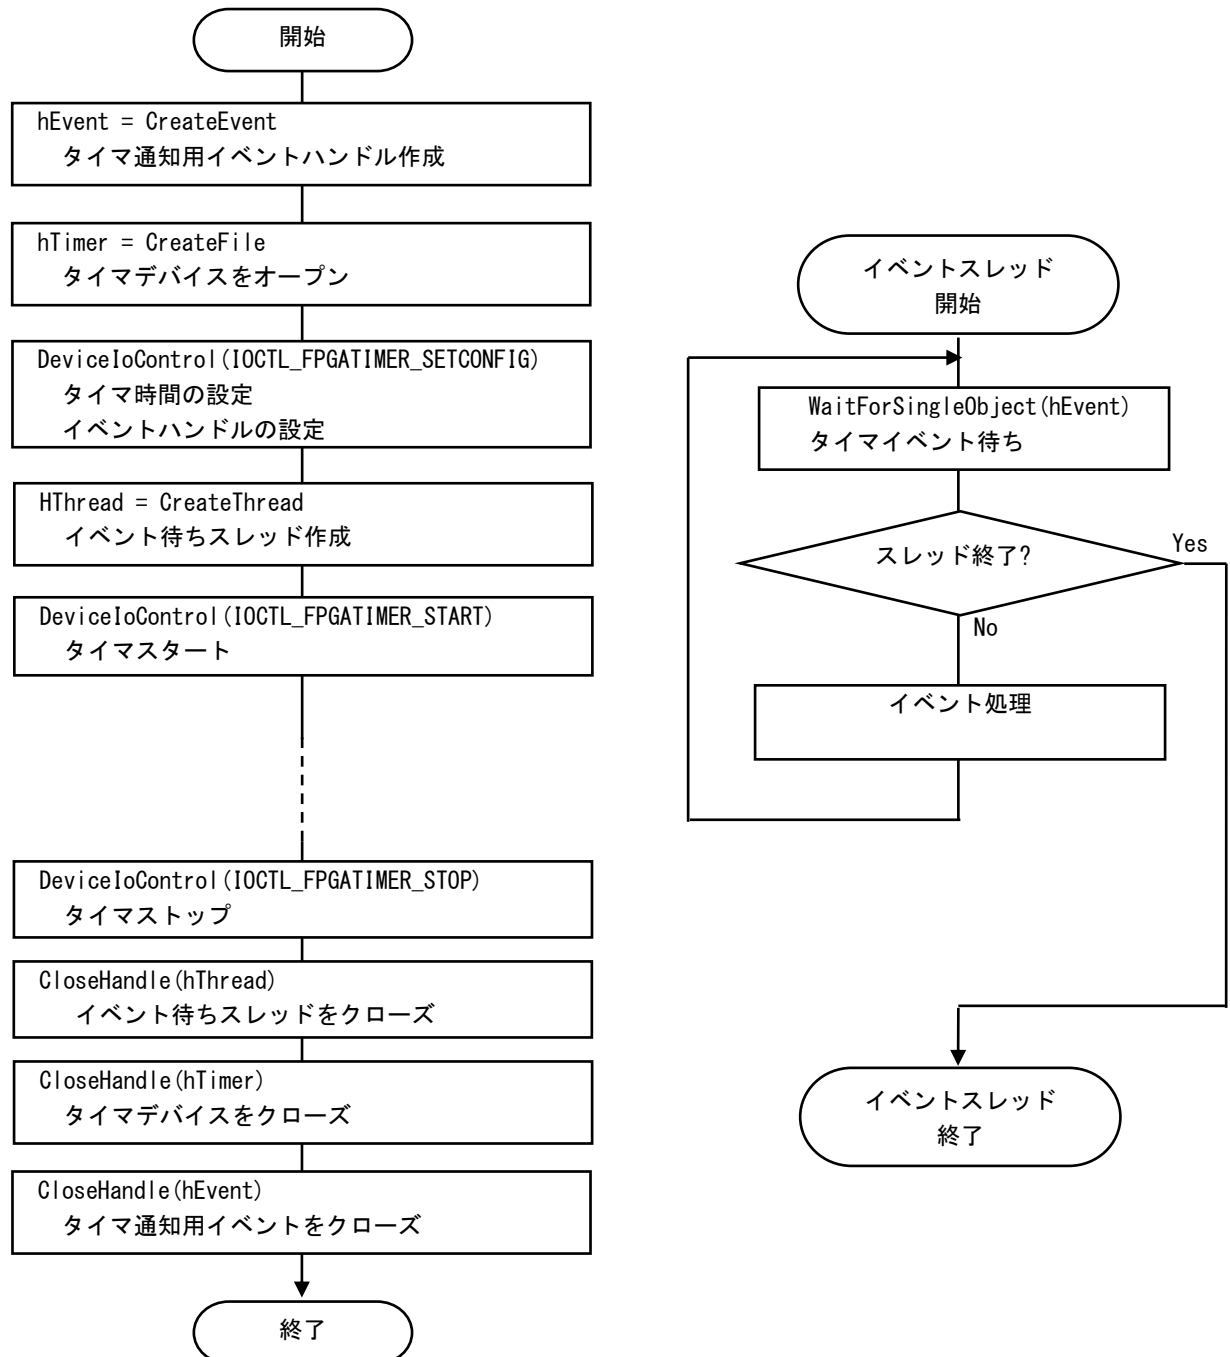 開始
hEvent = CreateEvent
タイマ通知用イベントハンドル作成
hTimer = CreateFile
タイマデバイスをオープン
DeviceIoControl(IOCTL_FPGATIMER_SETCONFIG)
タイマ時間の設定
イベントハンドルの設定
HThread = CreateThread
イベント待ちスレッド作成
DeviceIoControl(IOCTL_FPGATIMER_START)
タイマスタート
DeviceIoControl(IOCTL_FPGATIMER_STOP)
タイマストップ
CloseHandle(hThread)
イベント待ちスレッドをクローズ
CloseHandle(hTimer)
タイマデバイスをクローズ
CloseHandle(hEvent)
タイマ通知用イベントをクローズ
終了
イベントスレッド
開始
WaitForSingleObject(hEvent)
タイマイベント待ち
スレッド終了?
Yes
No
イベント処理
イベントスレッド
終了